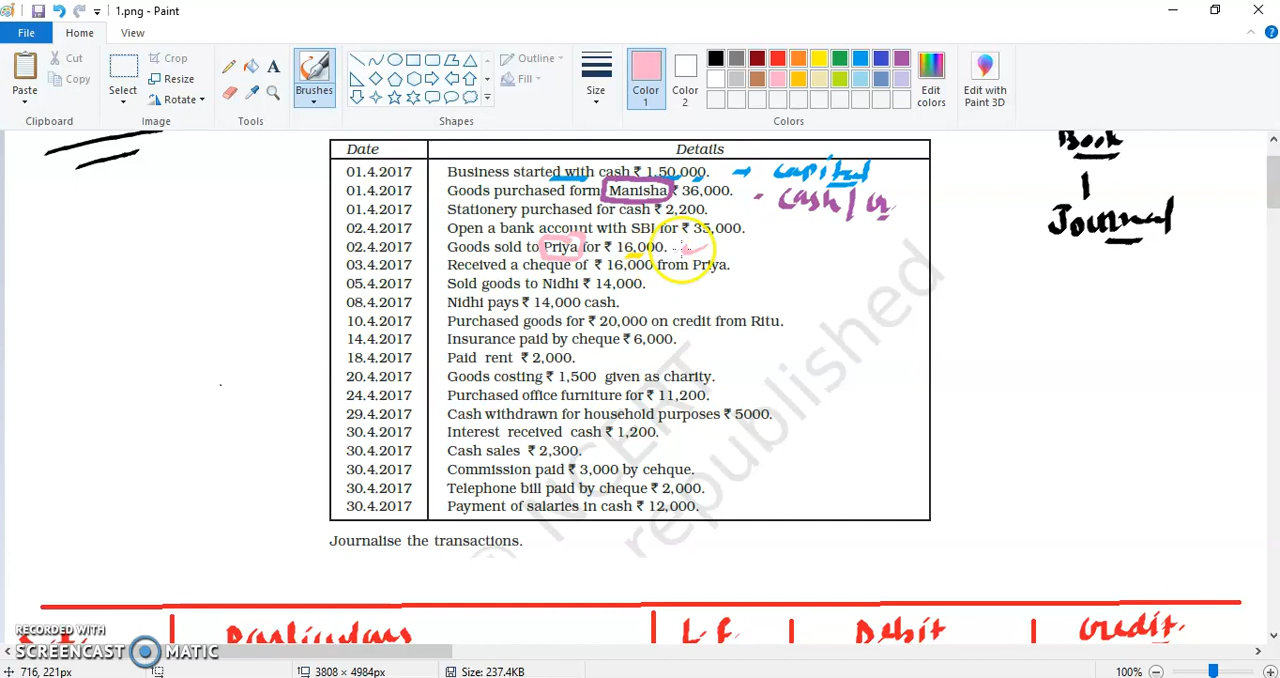 1.png - Paint
File Home View
Paste Cut Copy Select Crop Resize Rotate Brushes Outline Fill Size Color 1 Color 2 Edit colors Edit with Paint 3D
Clipboard Image Tools Shapes Colors
Book
Journal
Date Details
01.4.2017 Business started with cash ₹ 1,50,000. → capital
01.4.2017 Goods purchased form Manisha ₹ 36,000. - cash / cr
01.4.2017 Stationery purchased for cash ₹ 2,200.
02.4.2017 Open a bank account with SBI for ₹ 35,000.
02.4.2017 Goods sold to Priya for ₹ 16,000.
03.4.2017 Received a cheque of ₹ 16,000 from Priya.
05.4.2017 Sold goods to Nidhi ₹ 14,000.
08.4.2017 Nidhi pays ₹ 14,000 cash.
10.4.2017 Purchased goods for ₹ 20,000 on credit from Ritu.
14.4.2017 Insurance paid by cheque ₹ 6,000.
18.4.2017 Paid rent ₹ 2,000.
20.4.2017 Goods costing ₹ 1,500 given as charity.
24.4.2017 Purchased office furniture for ₹ 11,200.
29.4.2017 Cash withdrawn for household purposes ₹ 5000.
30.4.2017 Interest received cash ₹ 1,200.
30.4.2017 Cash sales ₹ 2,300.
30.4.2017 Commission paid ₹ 3,000 by cehque.
30.4.2017 Telephone bill paid by cheque ₹ 2,000.
30.4.2017 Payment of salaries in cash ₹ 12,000.
© NCERT
republished
Journalise the transactions.
Particulars L.F. Debit Credit
RECORDED WITH
SCREENCAST MATIC
716, 221px 3808 × 4984px Size: 237.4KB 100%